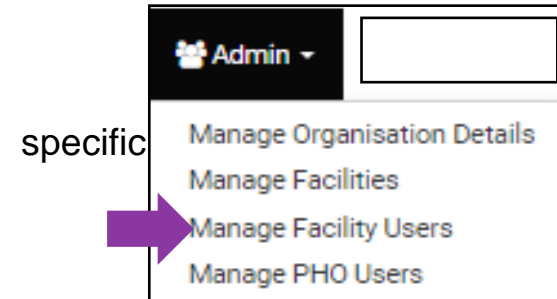 Admin
specific
Manage Organisation Details
Manage Facilities
Manage Facility Users
Manage PHO Users